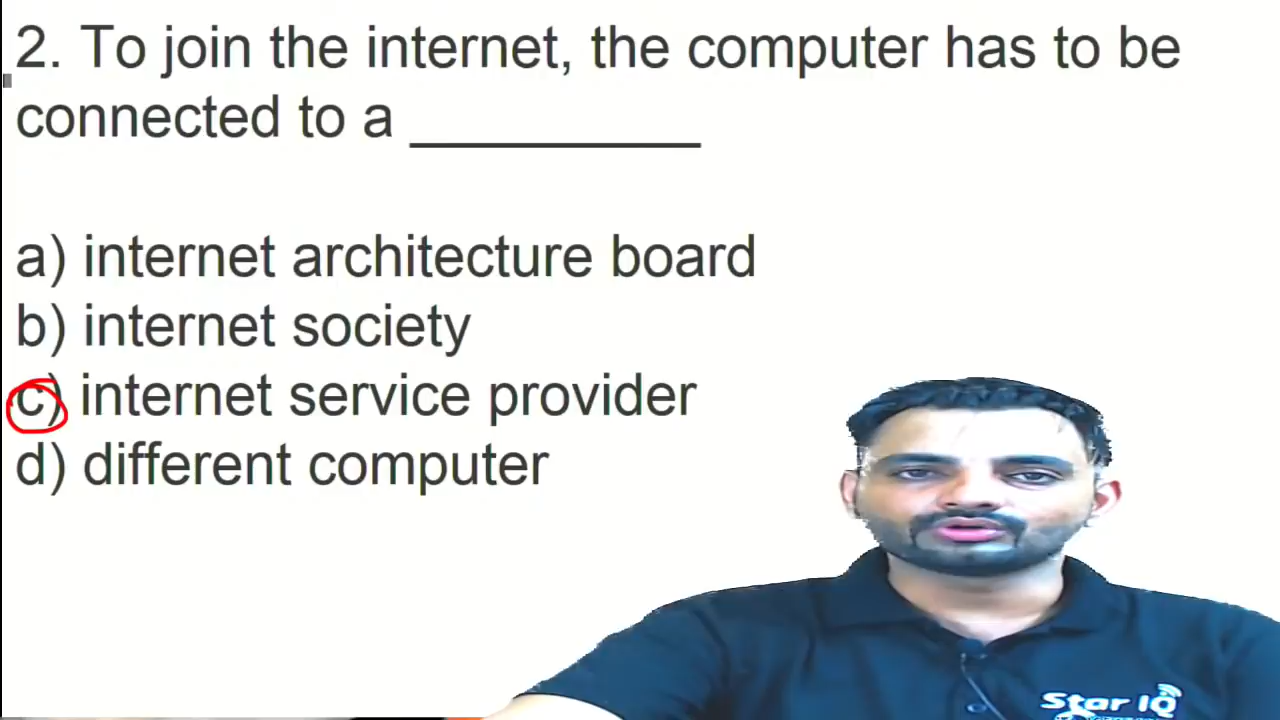 2. To join the internet, the computer has to be
connected to a __________
a) internet architecture board
b) internet society
c) internet service provider
d) different computer
Star IQ